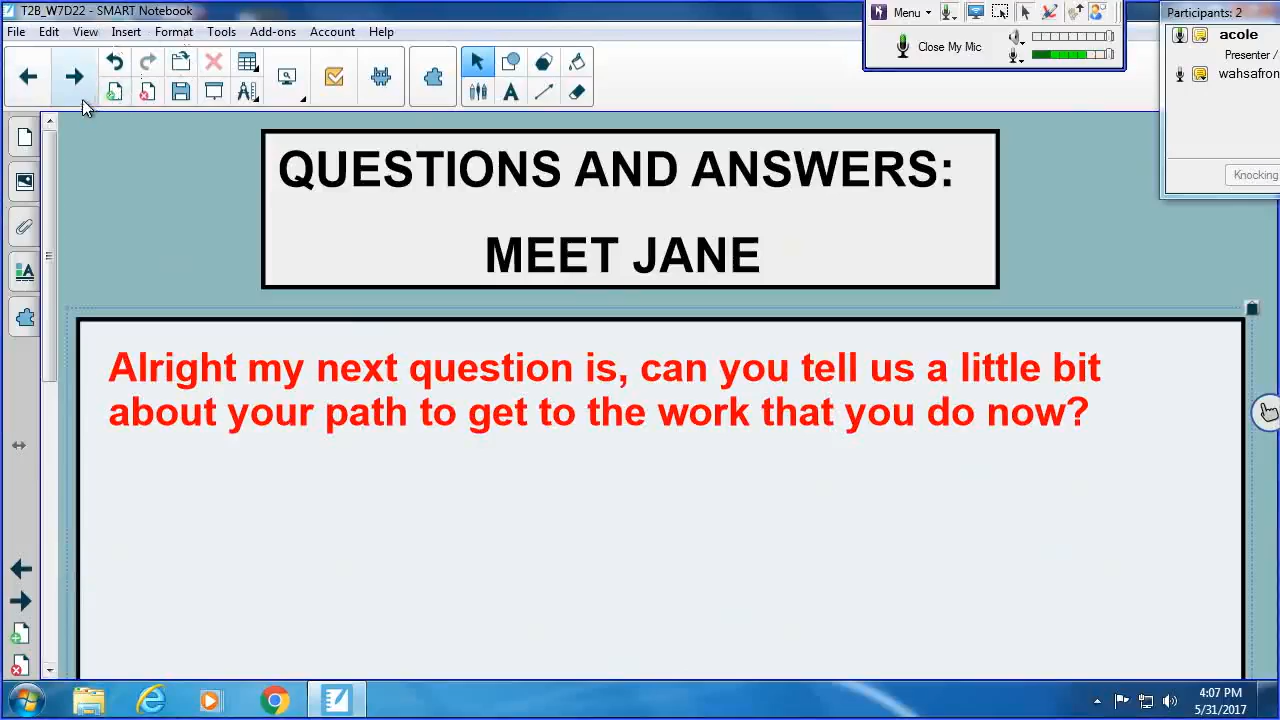 T2B_W7D22 - SMART Notebook
File Edit View Insert Format Tools Add-ons Account Help
Menu
Close My Mic
Participants: 2
acole
Presenter /
wahsafron
Knocking
QUESTIONS AND ANSWERS:
MEET JANE
Alright my next question is, can you tell us a little bit
about your path to get to the work that you do now?
4:07 PM
5/31/2017